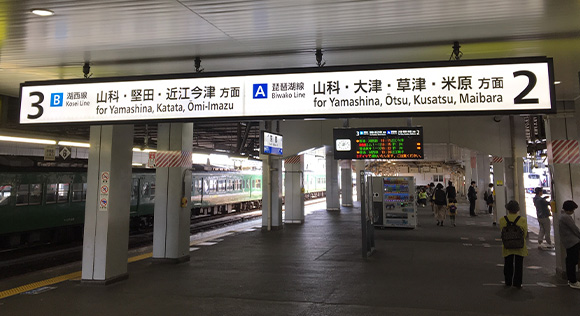 3 B 湖西線 山科・堅田・近江今津 方面
Kosei Line for Yamashina, Katata, Ōmi-Imazu
A 琵琶湖線 山科・大津・草津・米原 方面 2
Biwako Line for Yamashina, Ōtsu, Kusatsu, Maibara